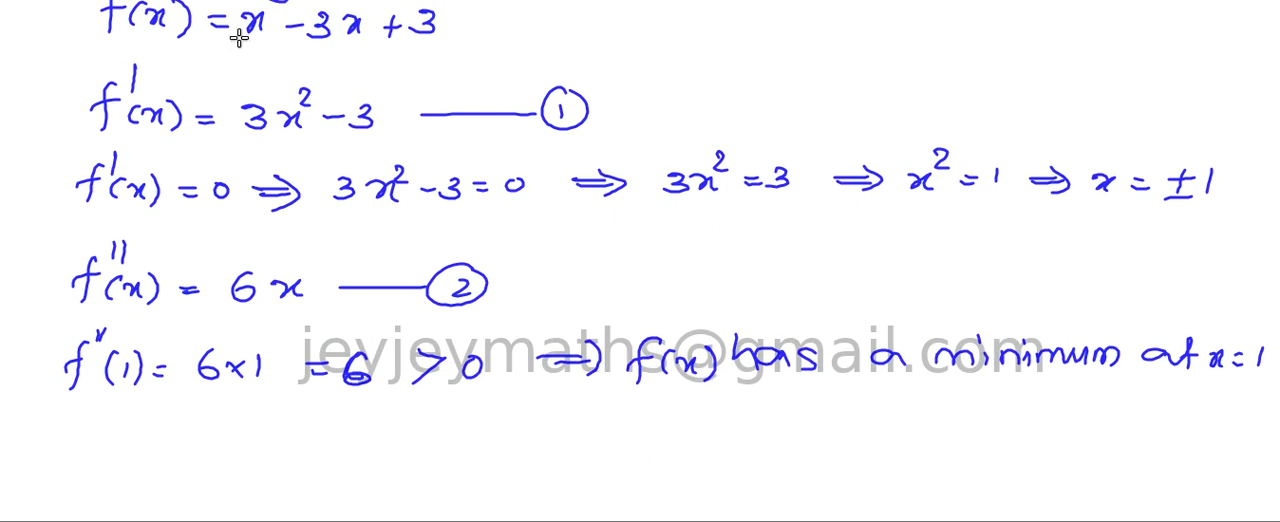 f(x) = x - 3x + 3
f'(x) = 3x² - 3 —— ①
f'(x) = 0 ⇒ 3x² - 3 = 0 ⇒ 3x² = 3 ⇒ x² = 1 ⇒ x = ±1
f''(x) = 6x —— ②
f''(1) = 6×1 = 6 > 0 ⇒ f(x) has a minimum at x = 1
jeyjeymaths@gmail.com